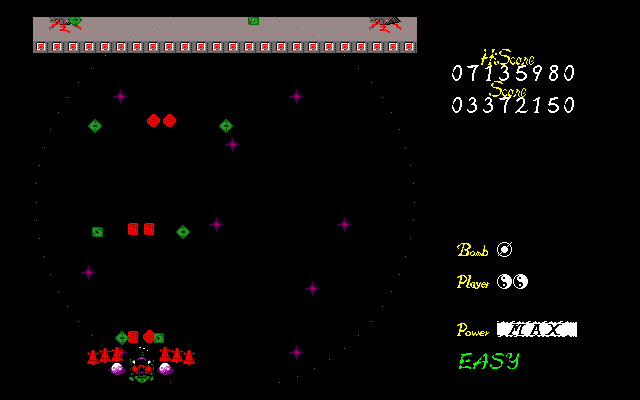 HiScore
07135980
Score
03372150
Bomb
Player
Power MAX
EASY